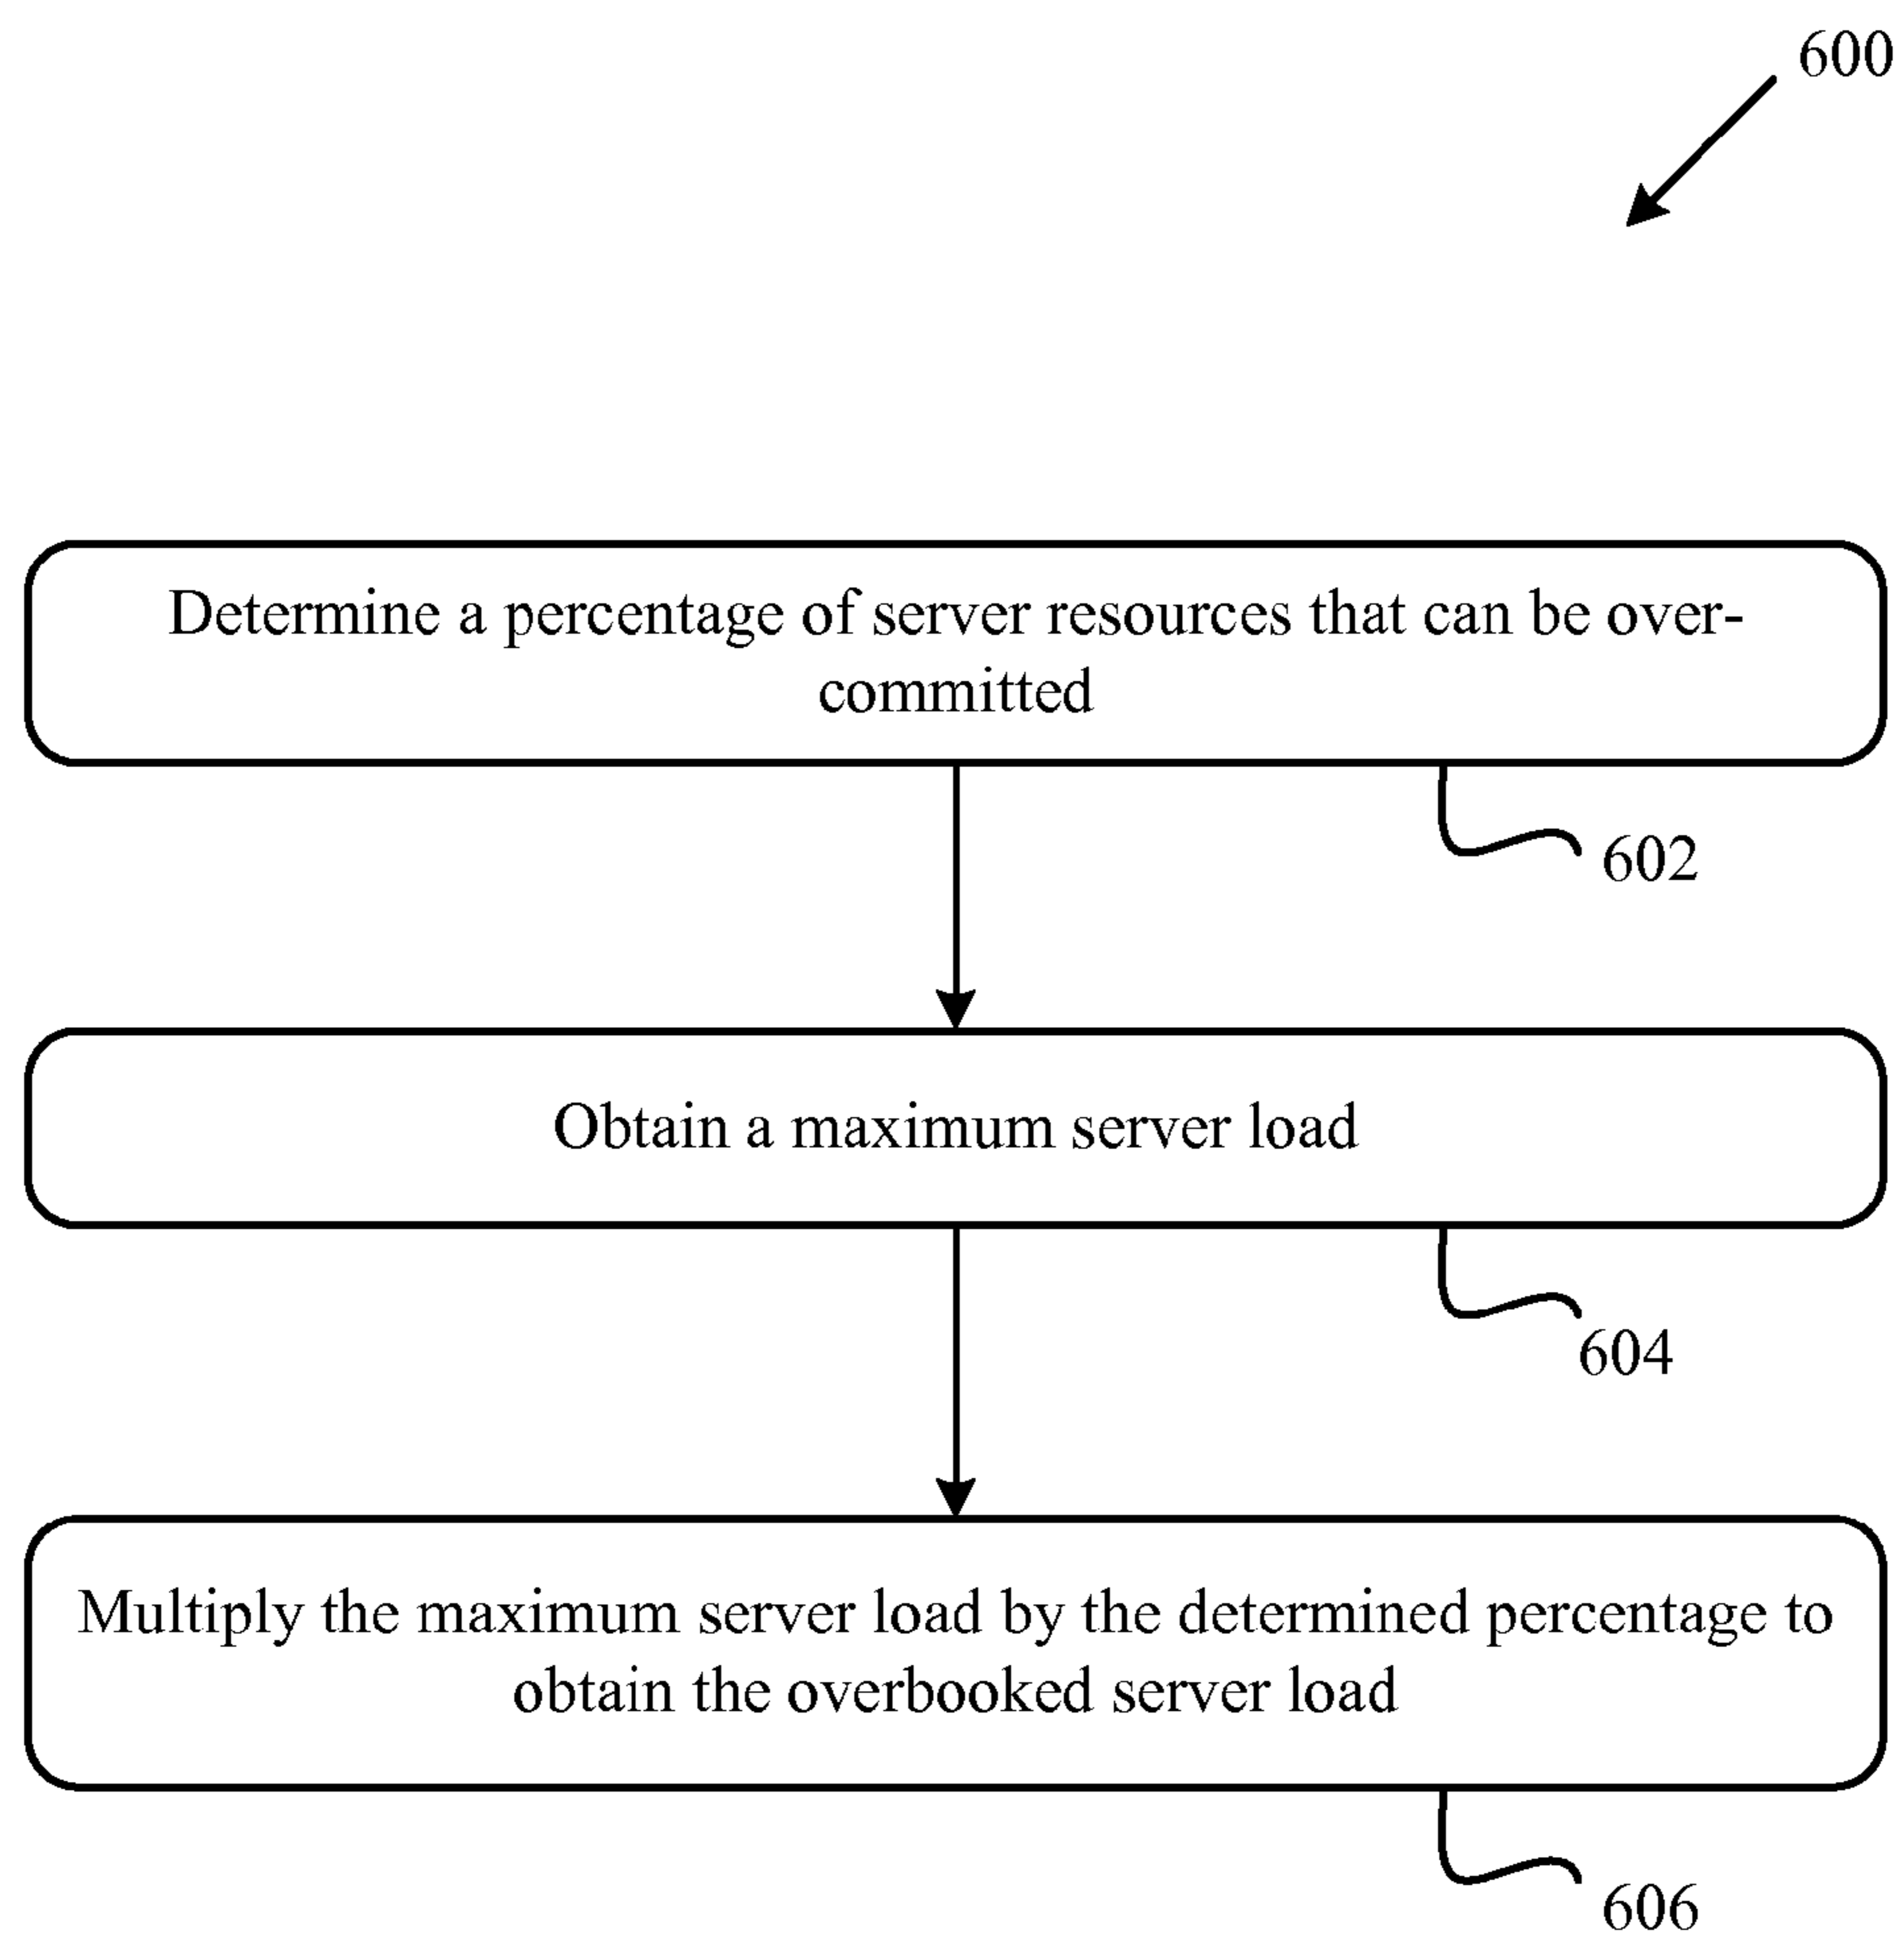 600
Determine a percentage of server resources that can be over-
committed
602
Obtain a maximum server load
604
Multiply the maximum server load by the determined percentage to
obtain the overbooked server load
606